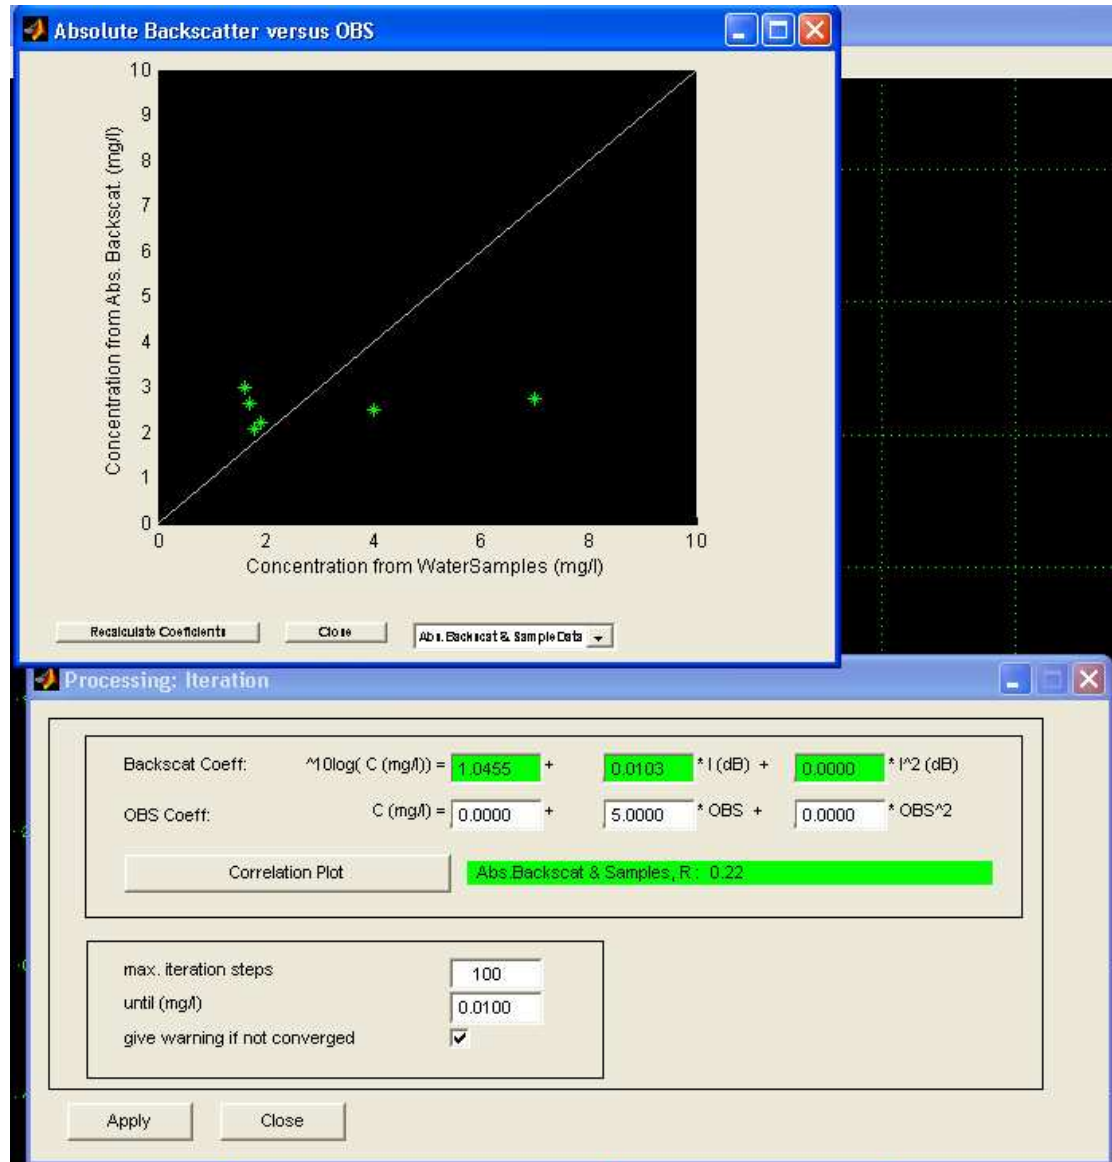 Absolute Backscatter versus OBS
Concentration from Abs. Backscat. (mg/l)
10
9
8
7
6
5
4
3
2
1
0
0 2 4 6 8 10
Concentration from WaterSamples (mg/l)
Recalculate Coefficients Close Abs. Backscat & Sample Data
Processing: Iteration
Backscat Coeff: ^10log( C (mg/l)) = 1.0455 + 0.0103 * I (dB) + 0.0000 * I^2 (dB)
OBS Coeff: C (mg/l) = 0.0000 + 5.0000 * OBS + 0.0000 * OBS^2
Correlation Plot Abs.Backscat & Samples, R : 0.22
max. iteration steps 100
until (mg/l) 0.0100
give warning if not converged
Apply Close